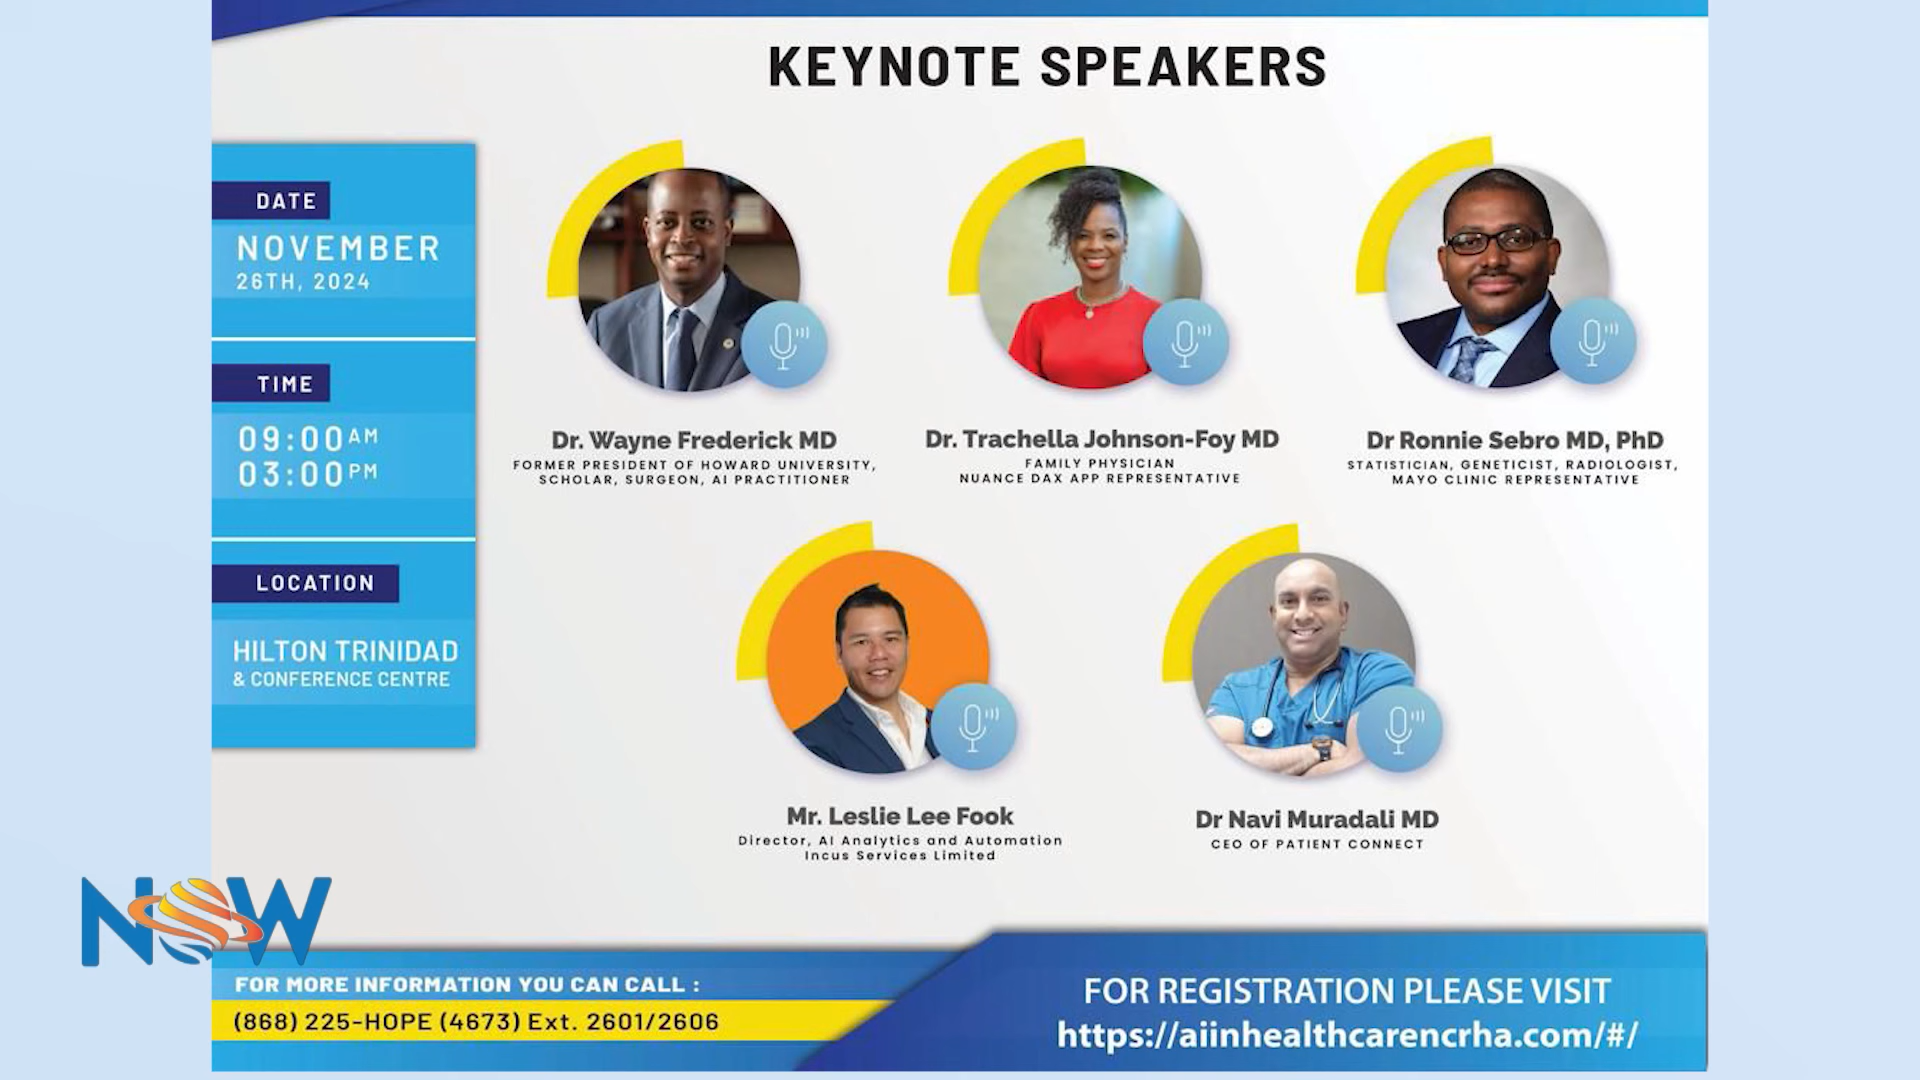 KEYNOTE SPEAKERS
DATE
NOVEMBER
26TH, 2024
TIME
09:00 AM
03:00 PM
LOCATION
HILTON TRINIDAD
& CONFERENCE CENTRE
Dr. Wayne Frederick MD
FORMER PRESIDENT OF HOWARD UNIVERSITY,
SCHOLAR, SURGEON, AI PRACTITIONER
Dr. Trachella Johnson-Foy MD
FAMILY PHYSICIAN
NUANCE DAX APP REPRESENTATIVE
Dr Ronnie Sebro MD, PhD
STATISTICIAN, GENETICIST, RADIOLOGIST,
MAYO CLINIC REPRESENTATIVE
Mr. Leslie Lee Fook
Director, AI Analytics and Automation
Incus Services Limited
Dr Navi Muradali MD
CEO OF PATIENT CONNECT
NOW
FOR MORE INFORMATION YOU CAN CALL :
(868) 225-HOPE (4673) Ext. 2601/2606
FOR REGISTRATION PLEASE VISIT
https://aiinhealthcarencrha.com/#/